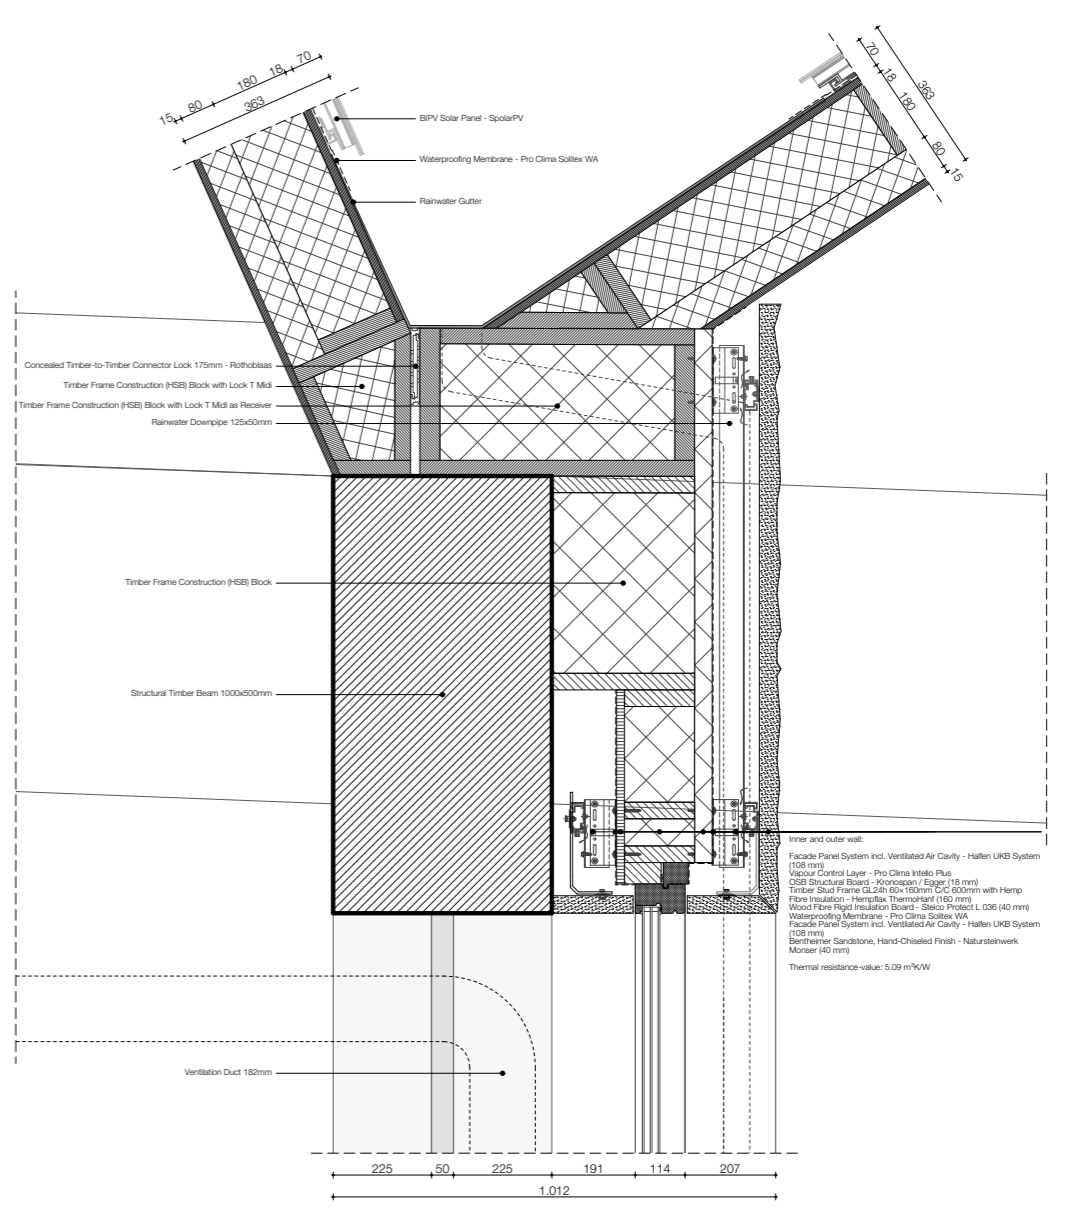 15
80
180
18
70
363
70
18
180
80
15
363
BIPV Solar Panel - SpolarPV
Waterproofing Membrane - Pro Clima Solitex WA
Rainwater Gutter
Concealed Timber-to-Timber Connector Lock 175mm - Rothoblaas
Timber Frame Construction (HSB) Block with Lock T Midi
Timber Frame Construction (HSB) Block with Lock T Midi as Receiver
Rainwater Downpipe 125x50mm
Timber Frame Construction (HSB) Block
Structural Timber Beam 1000x500mm
Inner and outer wall:
Facade Panel System incl. Ventilated Air Cavity - Halfen UKB System
(108 mm)
Vapour Control Layer - Pro Clima Intello Plus
OSB Structural Board - Kronospan / Egger (18 mm)
Timber Stud Frame GL24h 60×160mm C/C 600mm with Hemp
Fibre Insulation - Hempflax ThermoHanf (160 mm)
Wood Fibre Rigid Insulation Board - Steico Protect L 036 (40 mm)
Waterproofing Membrane - Pro Clima Solitex WA
Facade Panel System incl. Ventilated Air Cavity - Halfen UKB System
(108 mm)
Bentheimer Sandstone, Hand-Chiseled Finish - Natursteinwerk
Monser (40 mm)
Thermal resistance-value: 5.09 m²K/W
Ventilation Duct 182mm
225 50 225 191 114 207
1.012